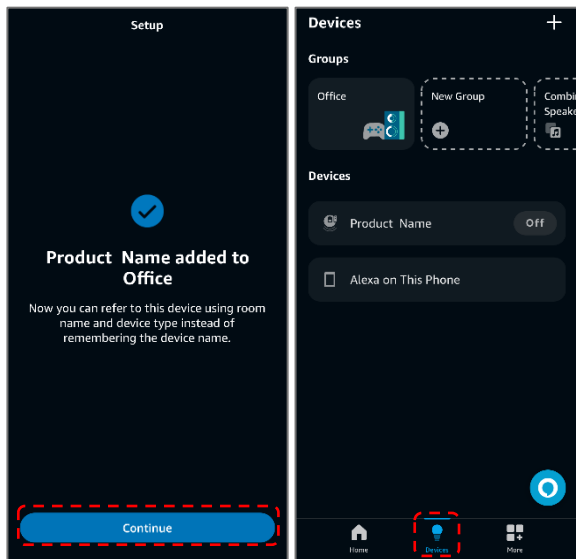 Setup
Product Name added to
Office
Now you can refer to this device using room
name and device type instead of
remembering the device name.
Continue
Devices
Groups
Office
New Group
Combin
Speake
Devices
Product Name
Off
Alexa on This Phone
Home
Devices
More